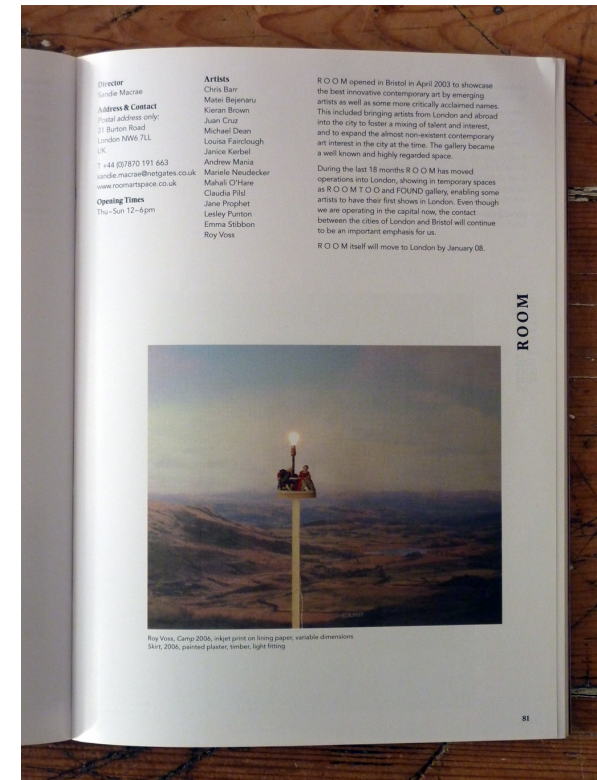 Director
Sandie Macrae
Address & Contact
Postal address only:
31 Burton Road
London NW6 7LL
UK
T +44 (0)7870 191 663
sandie.macrae@netgates.co.uk
www.roomartspace.co.uk
Opening Times
Thu–Sun 12–6pm
Artists
Chris Barr
Matei Bejenaru
Kieran Brown
Juan Cruz
Michael Dean
Louisa Fairclough
Janice Kerbel
Andrew Mania
Mariele Neudecker
Mahali O'Hare
Claudia Pilsl
Jane Prophet
Lesley Punton
Emma Stibbon
Roy Voss
R O O M opened in Bristol in April 2003 to showcase
the best innovative contemporary art by emerging
artists as well as some more critically acclaimed names.
This included bringing artists from London and abroad
into the city to foster a mixing of talent and interest,
and to expand the almost non-existent contemporary
art interest in the city at the time. The gallery became
a well known and highly regarded space.
During the last 18 months R O O M has moved
operations into London, showing in temporary spaces
as R O O M T O O and FOUND gallery, enabling some
artists to have their first shows in London. Even though
we are operating in the capital now, the contact
between the cities of London and Bristol will continue
to be an important emphasis for us.
R O O M itself will move to London by January 08.
ROOM
CAMP
Roy Voss, Camp 2006, inkjet print on lining paper, variable dimensions
Skirt, 2006, painted plaster, timber, light fitting
81